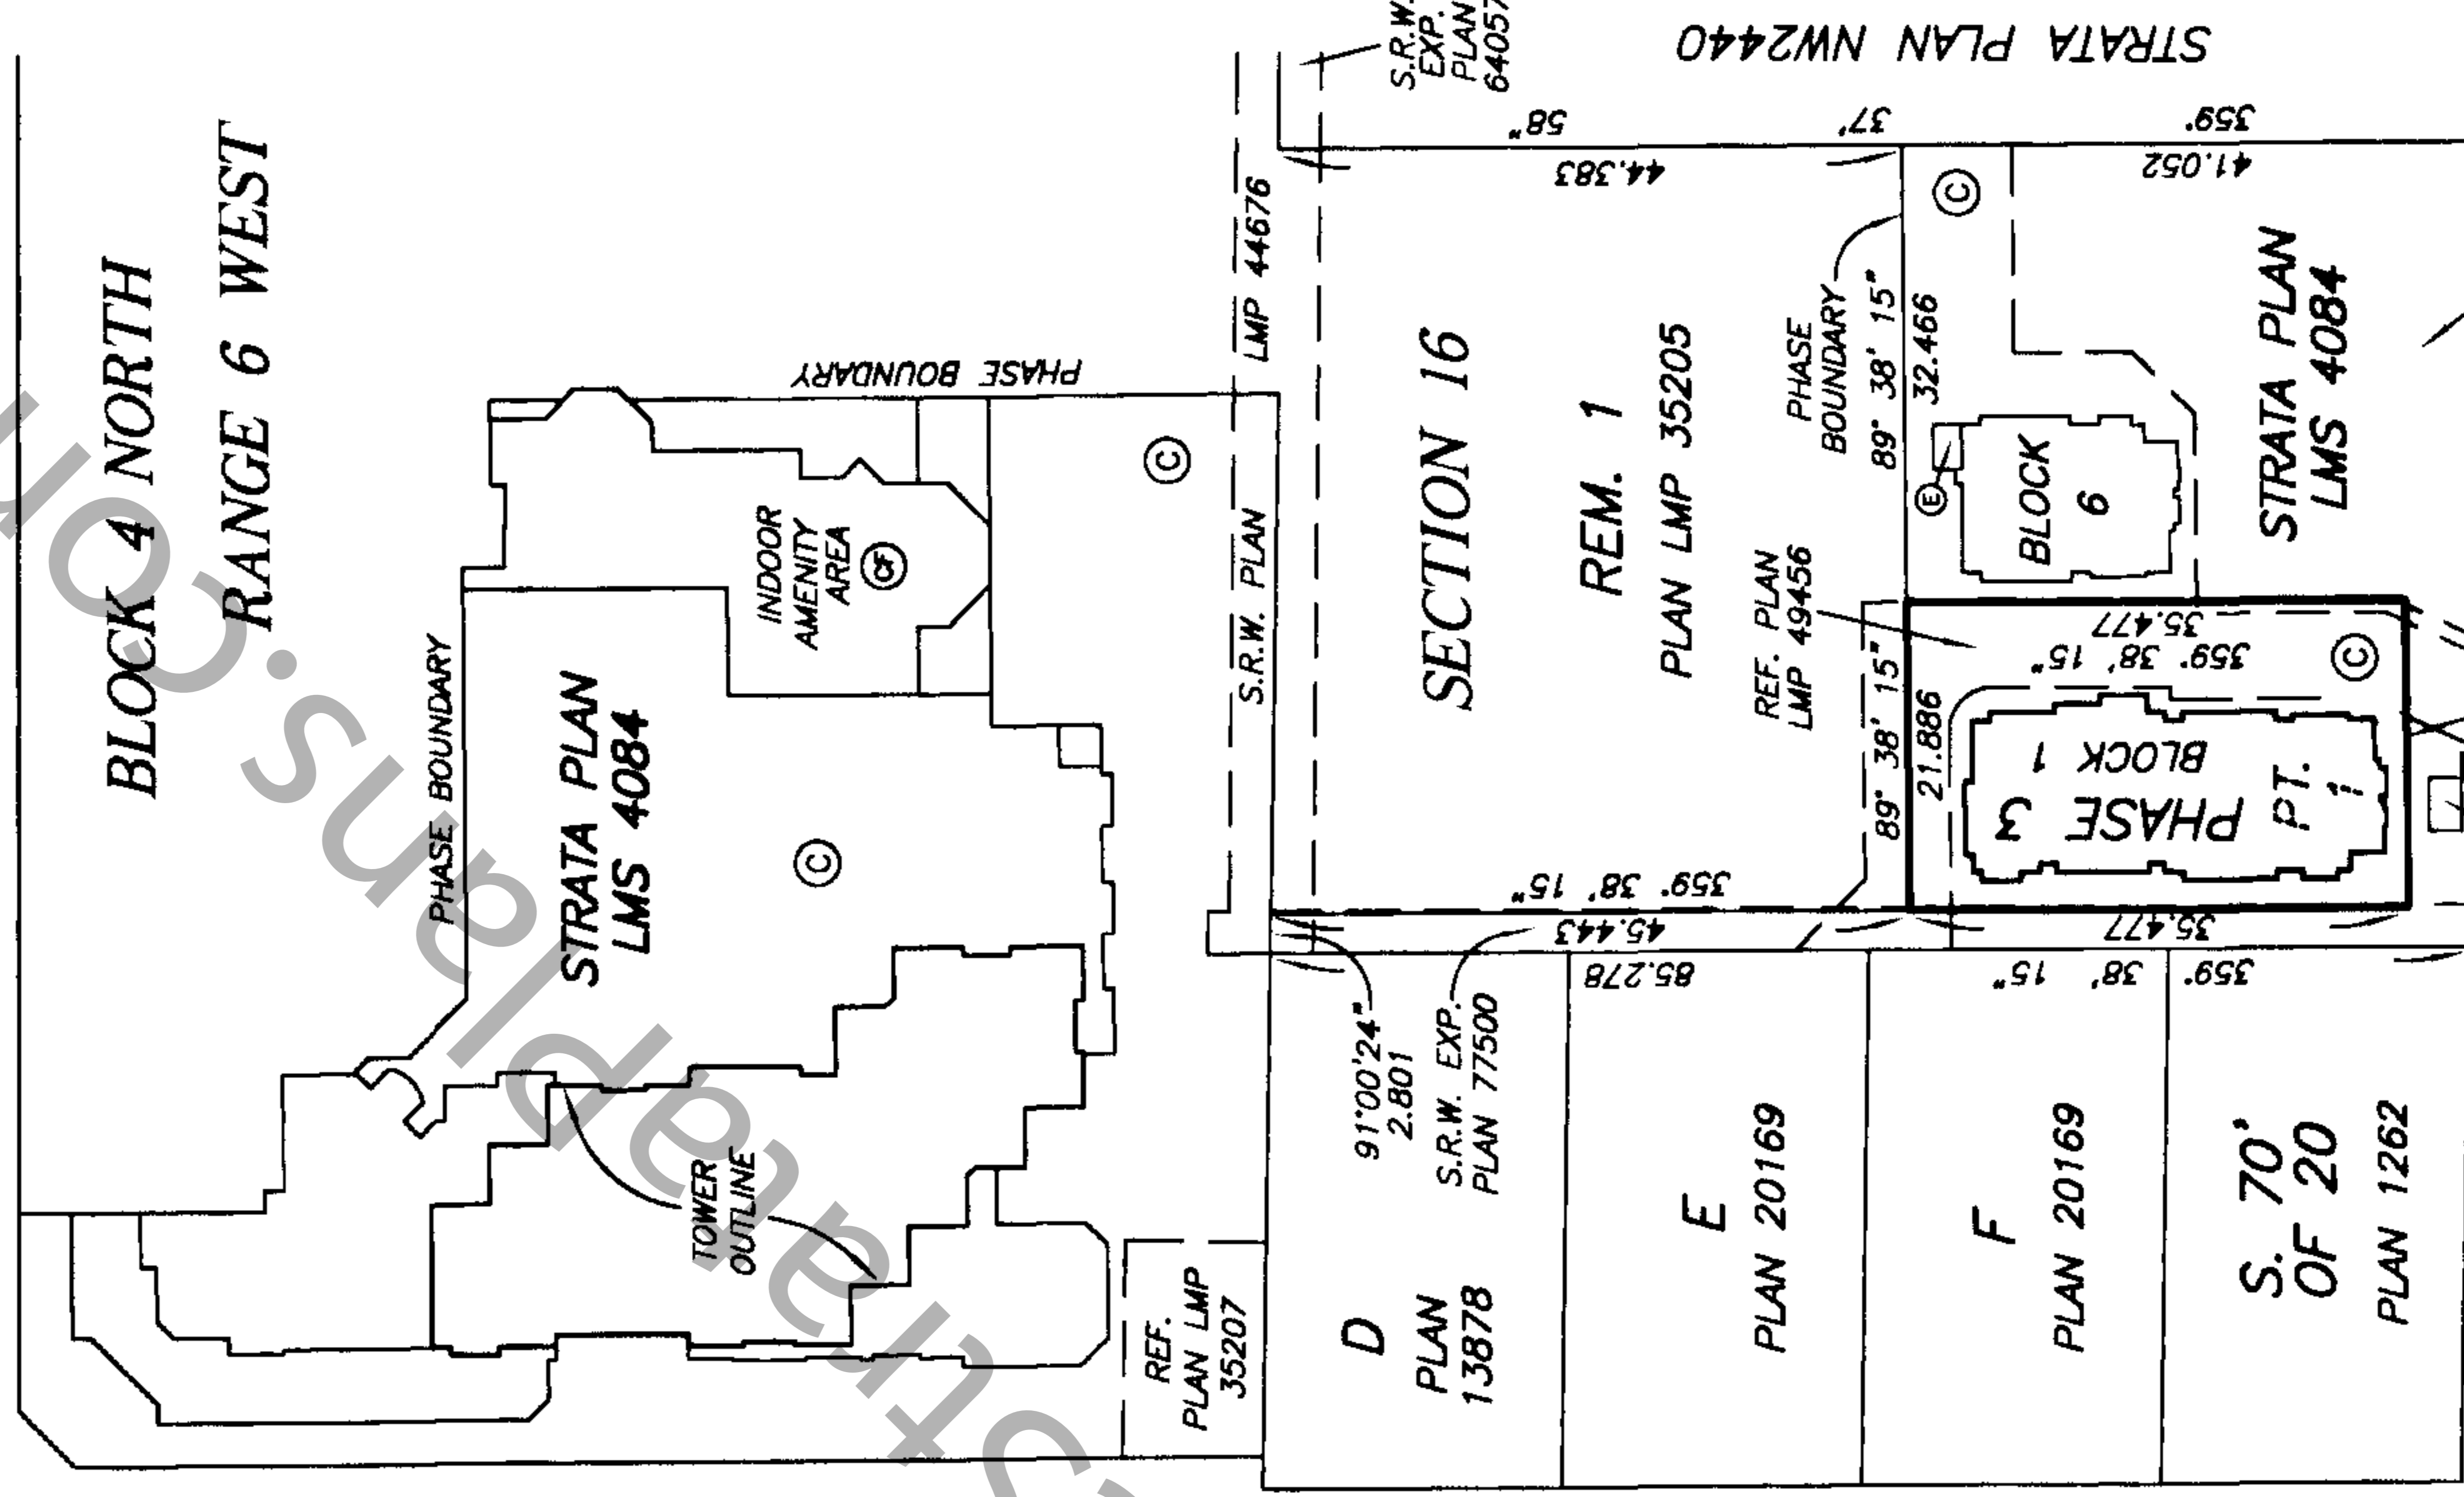 BLOCK 4 NORTH
RANGE 6 WEST
PHASE BOUNDARY
STRATA PLAN
LMS 4084
©
INDOOR
AMENITY
AREA
CF
PHASE BOUNDARY
©
TOWER
OUTLINE
REF.
PLAN LMP
35207
S.R.W. PLAN
LMP 44676
S.R.W.
EXP.
PLAN
64057
STRATA PLAN NW2440
359° 37' 58"
44.383
41.052
SECTION 16
REM. 1
PLAN LMP 35205
PHASE
BOUNDARY
89° 38' 15"
32.466
©
E
BLOCK
6
STRATA PLAN
LMS 4084
REF. PLAN
LMP 49456
89° 38' 15"
21.886
35.477
359° 38' 15"
©
BLOCK 1
PHASE 3
PT.
1
359° 38' 15"
45.443
35.477
85.278
359° 38' 15"
91°00'24"
2.801
S.R.W. EXP.
PLAN 77500
D
PLAN
13878
E
PLAN 20169
F
PLAN 20169
S. 70'
OF 20
PLAN 1262